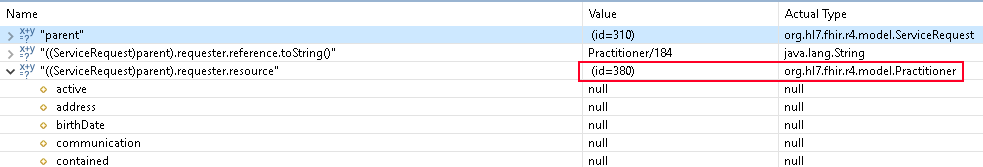 Name Value Actual Type
x+y =? "parent" (id=310) org.hl7.fhir.r4.model.ServiceRequest
x+y =? "((ServiceRequest)parent).requester.reference.toString()" Practitioner/184 java.lang.String
x+y =? "((ServiceRequest)parent).requester.resource" (id=380) org.hl7.fhir.r4.model.Practitioner
active null null
address null null
birthDate null null
communication null null
contained null null